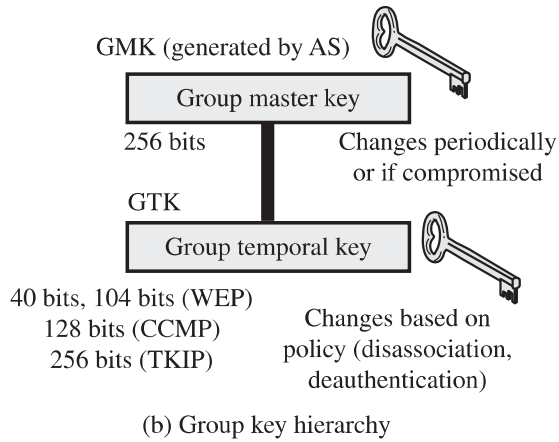 GMK (generated by AS)
Group master key
256 bits
Changes periodically
or if compromised
GTK
Group temporal key
40 bits, 104 bits (WEP)
128 bits (CCMP)
256 bits (TKIP)
Changes based on
policy (disassociation,
deauthentication)
(b) Group key hierarchy